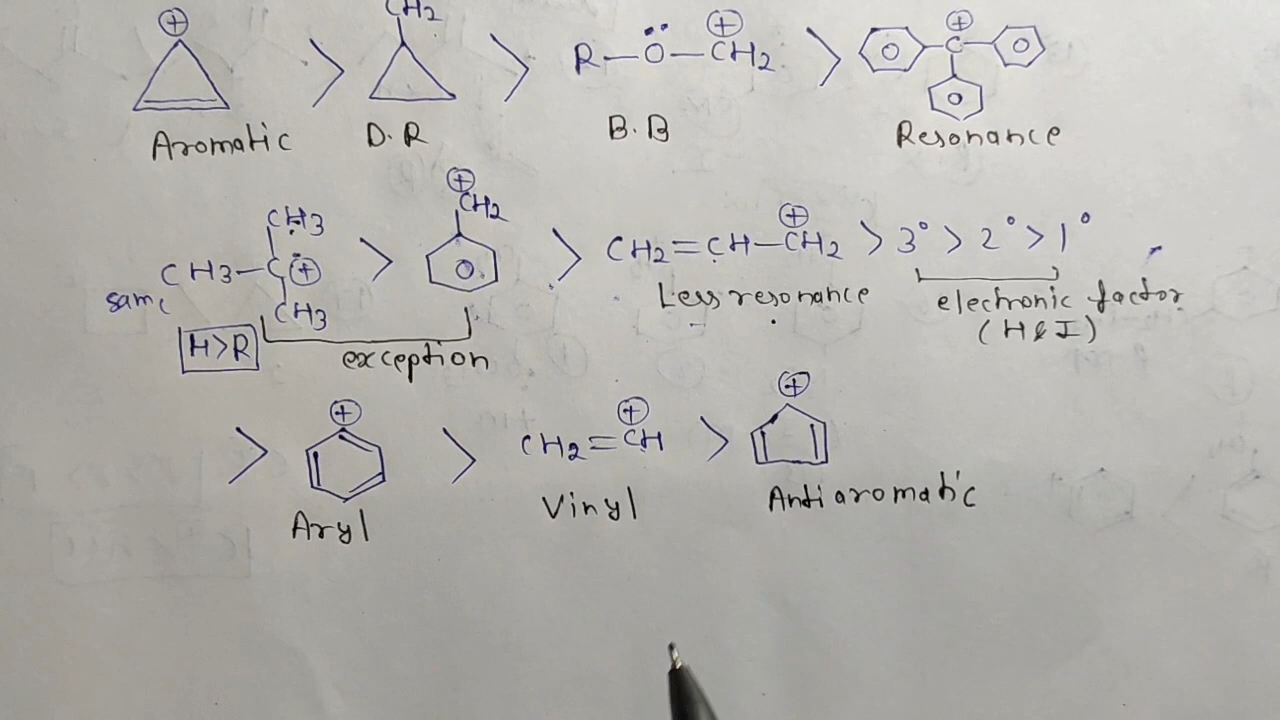 ⊕ CH2 ⊕ ⊕
> > R–Ö–CH2 > C
Aromatic D.R B.B Resonance
⊕
CH3 CH2 ⊕
CH3–C⊕ > > CH2=CH–CH2 > 3° > 2° > 1°
same CH3 Less resonance electronic factor
H>R exception (H & I)
⊕ ⊕ ⊕
> > CH2=CH >
Aryl Vinyl Antiaromatic